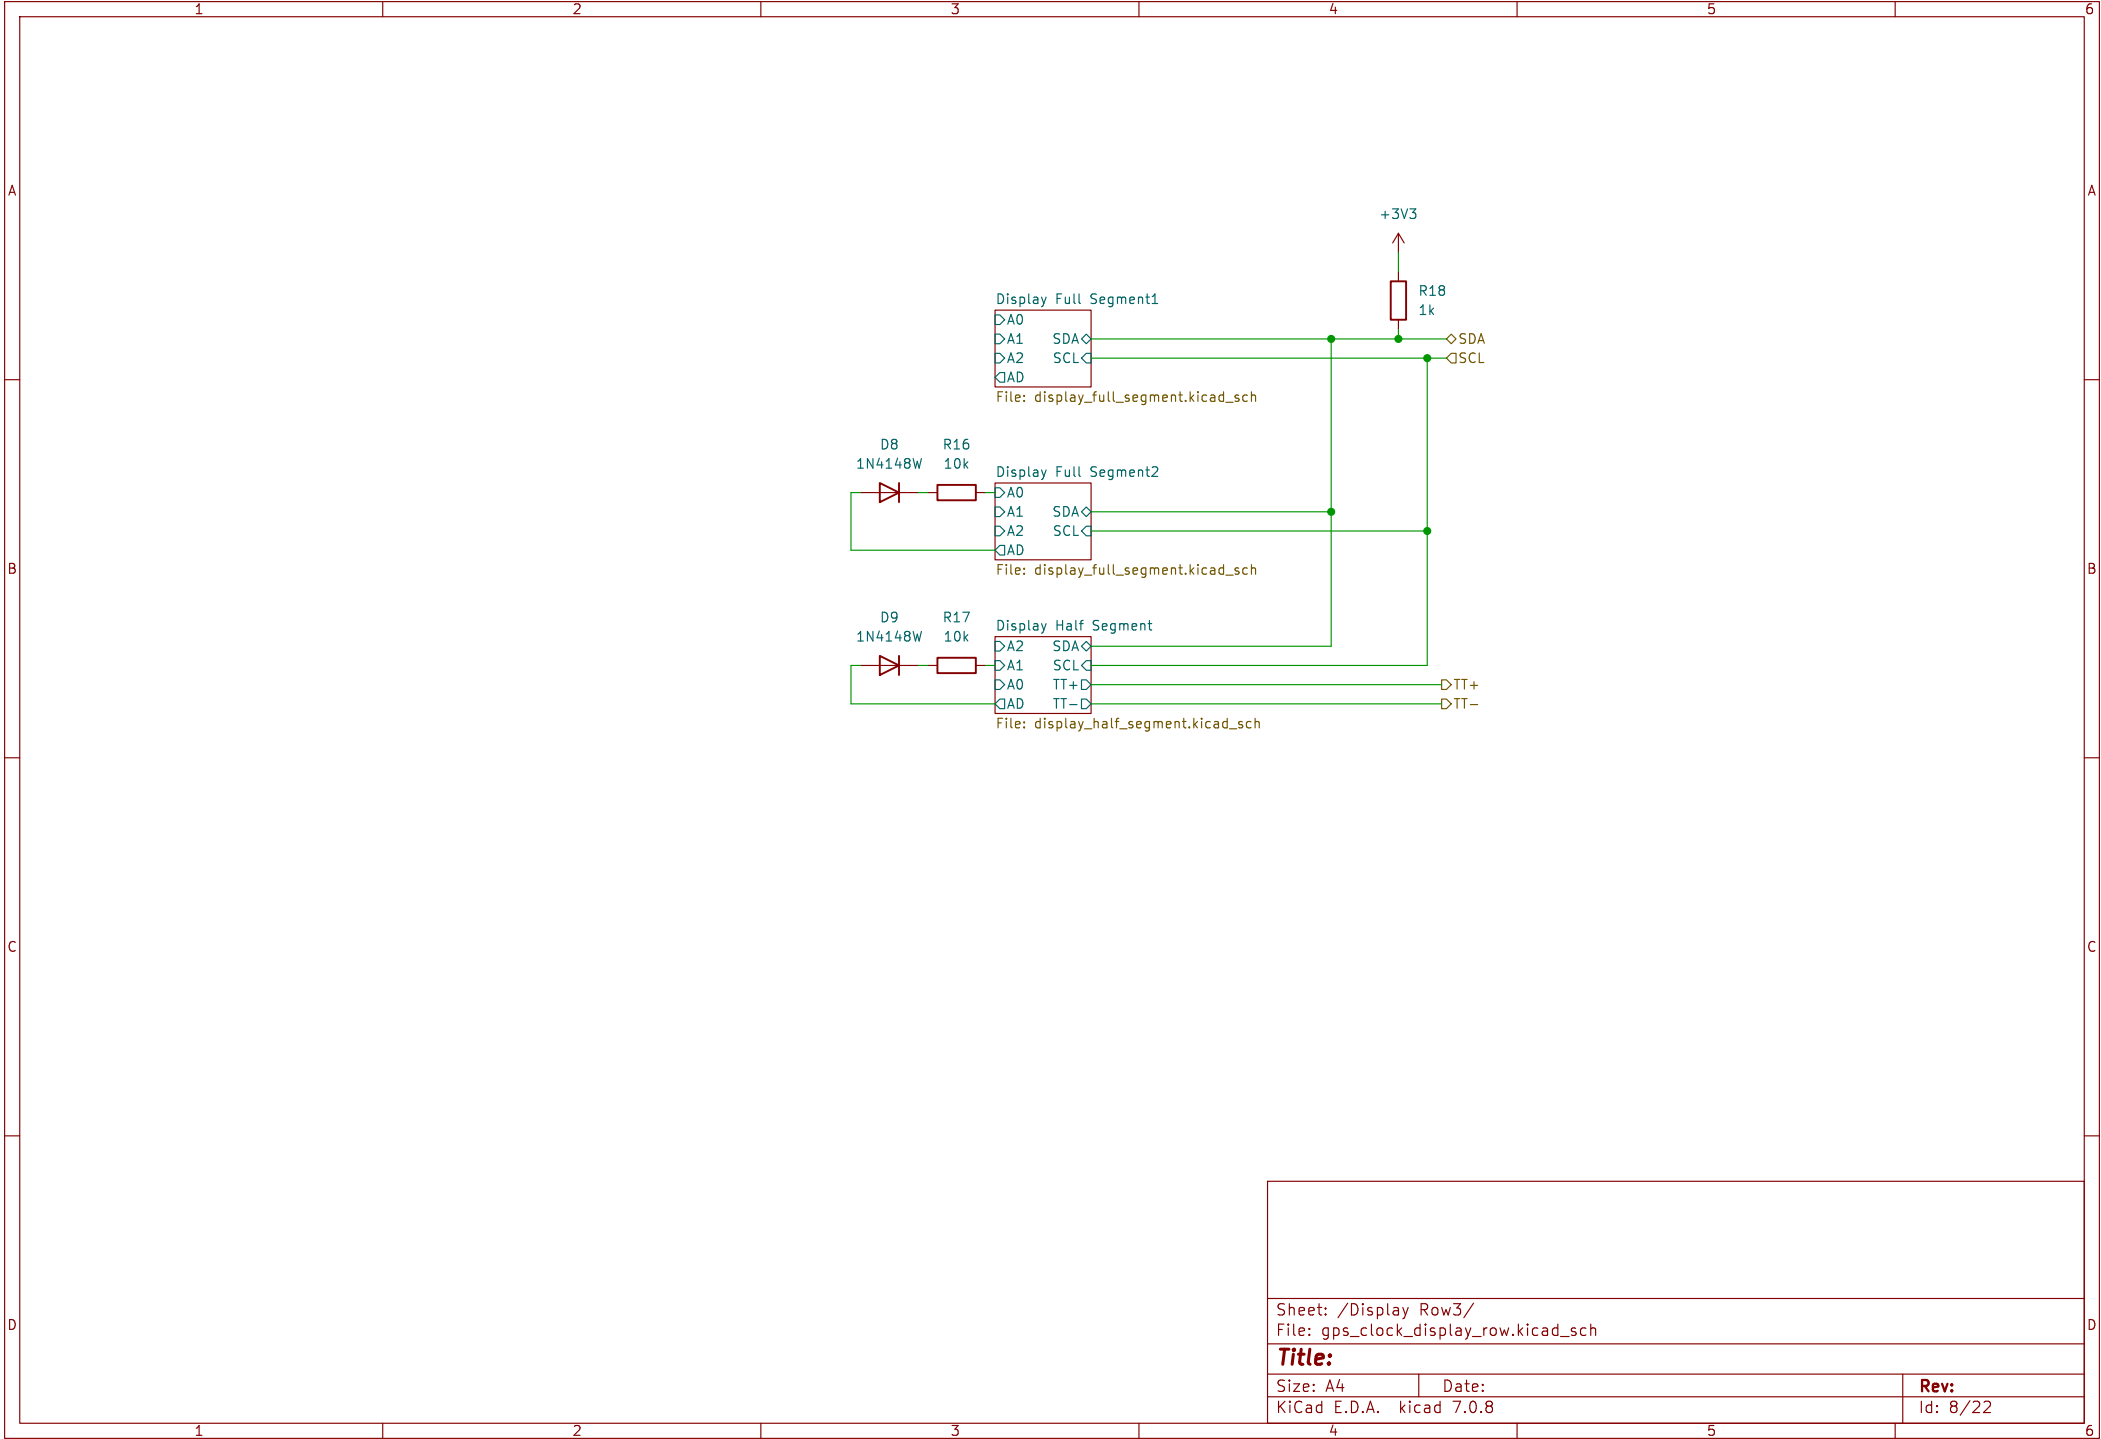 1 2 3 4 5 6
A A
+3V3
R18
1k
Display Full Segment1
A0
A1 SDA SDA
A2 SCL SCL
AD
File: display_full_segment.kicad_sch
B B
D8 R16
1N4148W 10k
Display Full Segment2
A0
A1 SDA
A2 SCL
AD
File: display_full_segment.kicad_sch
D9 R17
1N4148W 10k
Display Half Segment
A2 SDA
A1 SCL
A0 TT+ TT+
AD TT- TT-
File: display_half_segment.kicad_sch
C C
D D
Sheet: /Display Row3/
File: gps_clock_display_row.kicad_sch
Title:
Size: A4 Date: Rev:
KiCad E.D.A. kicad 7.0.8 Id: 8/22
1 2 3 4 5 6